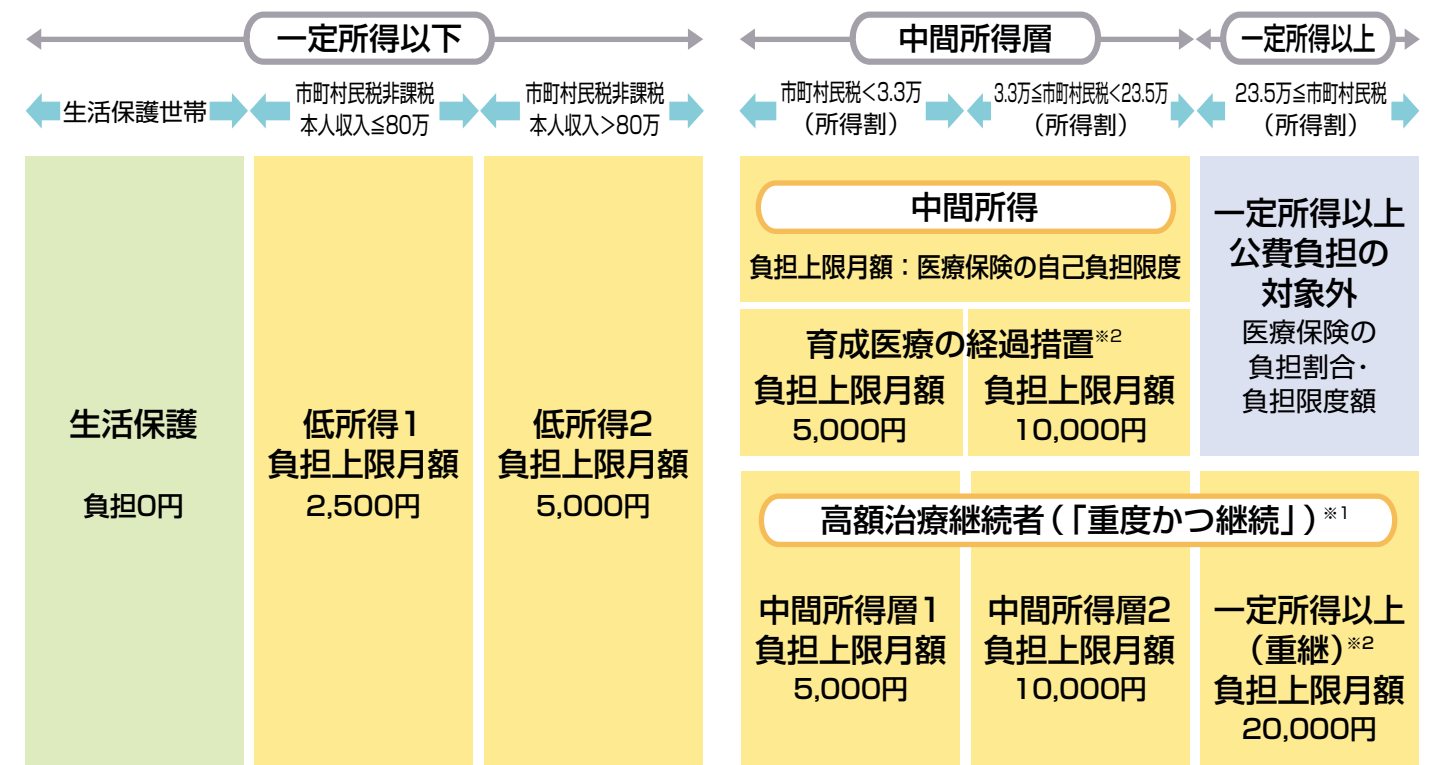 一定所得以下
中間所得層
一定所得以上
生活保護世帯
市町村民税非課税
本人収入≦80万
市町村民税非課税
本人収入>80万
市町村民税<3.3万
(所得割)
3.3万≦市町村民税<23.5万
(所得割)
23.5万≦市町村民税
(所得割)
生活保護
負担0円
低所得1
負担上限月額
2,500円
低所得2
負担上限月額
5,000円
中間所得
負担上限月額:医療保険の自己負担限度
育成医療の経過措置※2
負担上限月額
5,000円
負担上限月額
10,000円
一定所得以上
公費負担の
対象外
医療保険の
負担割合・
負担限度額
高額治療継続者(「重度かつ継続」)※1
中間所得層1
負担上限月額
5,000円
中間所得層2
負担上限月額
10,000円
一定所得以上
(重継)※2
負担上限月額
20,000円